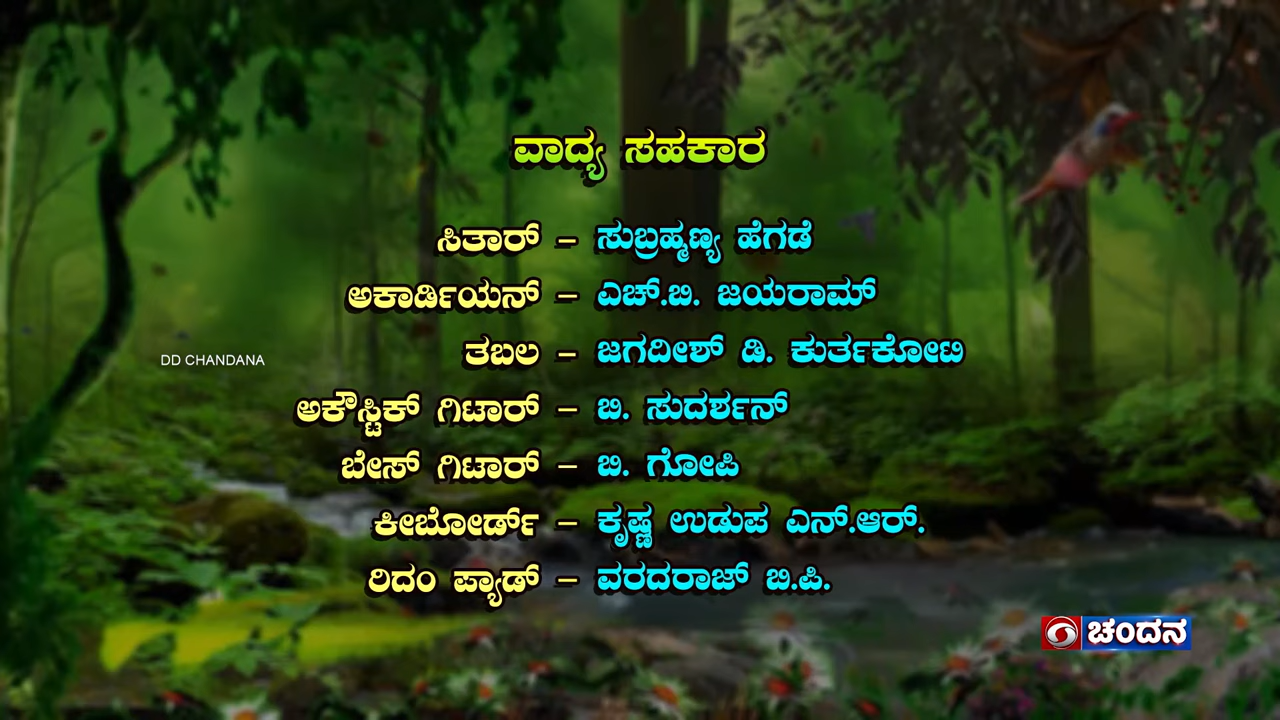 ವಾದ್ಯ ಸಹಕಾರ
ಸಿತಾರ್ – ಸುಬ್ರಹ್ಮಣ್ಯ ಹೆಗಡೆ
ಅಕಾರ್ಡಿಯನ್ – ಎಚ್.ಬಿ. ಜಯರಾಮ್
ತಬಲ – ಜಗದೀಶ್ ಡಿ. ಕುರ್ತಕೋಟಿ
DD CHANDANA
ಅಕೌಸ್ಟಿಕ್ ಗಿಟಾರ್ – ಬಿ. ಸುದರ್ಶನ್
ಬೇಸ್ ಗಿಟಾರ್ – ಬಿ. ಗೋಪಿ
ಕೀಬೋರ್ಡ್ – ಕೃಷ್ಣ ಉಡುಪ ಎನ್.ಆರ್.
ರಿದಂ ಪ್ಯಾಡ್ – ವರದರಾಜ್ ಬಿ.ಪಿ.
ಚಂದನ